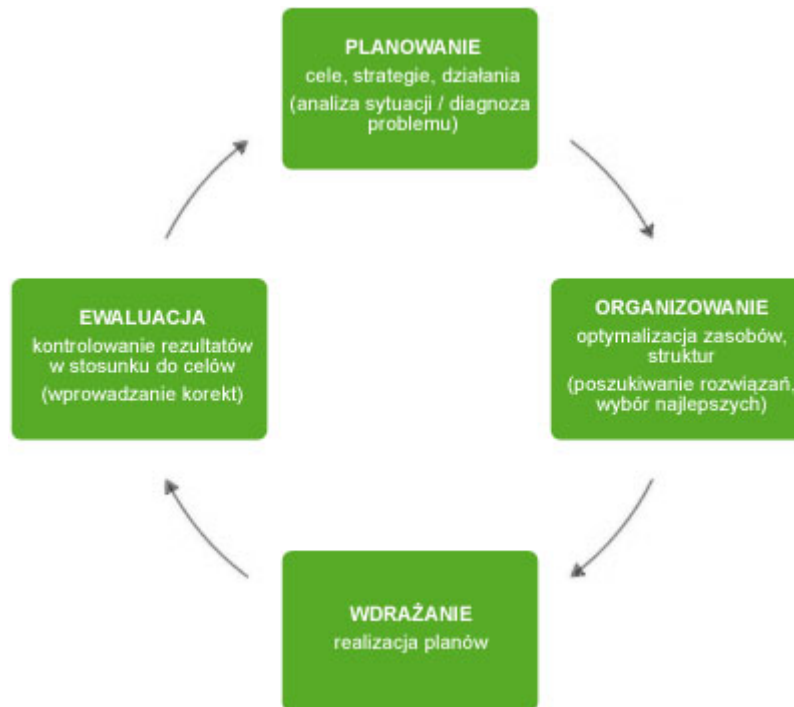 PLANOWANIE
cele, strategie, działania
(analiza sytuacji / diagnoza
problemu)
EWALUACJA
kontrolowanie rezultatów
w stosunku do celów
(wprowadzanie korekt)
ORGANIZOWANIE
optymalizacja zasobów,
struktur
(poszukiwanie rozwiązań,
wybór najlepszych)
WDRAŻANIE
realizacja planów